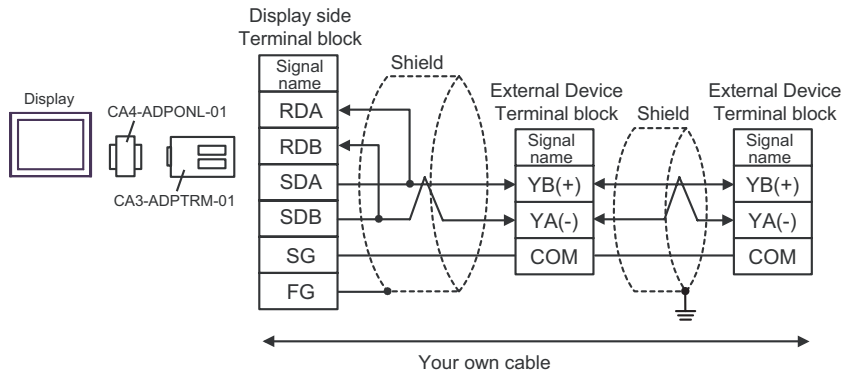 Display side
Terminal block
Signal
name
RDA
RDB
SDA
SDB
SG
FG
Shield
Display
CA4-ADPONL-01
CA3-ADPTRM-01
External Device
Terminal block
Signal
name
YB(+)
YA(-)
COM
Shield
External Device
Terminal block
Signal
name
YB(+)
YA(-)
COM
Your own cable